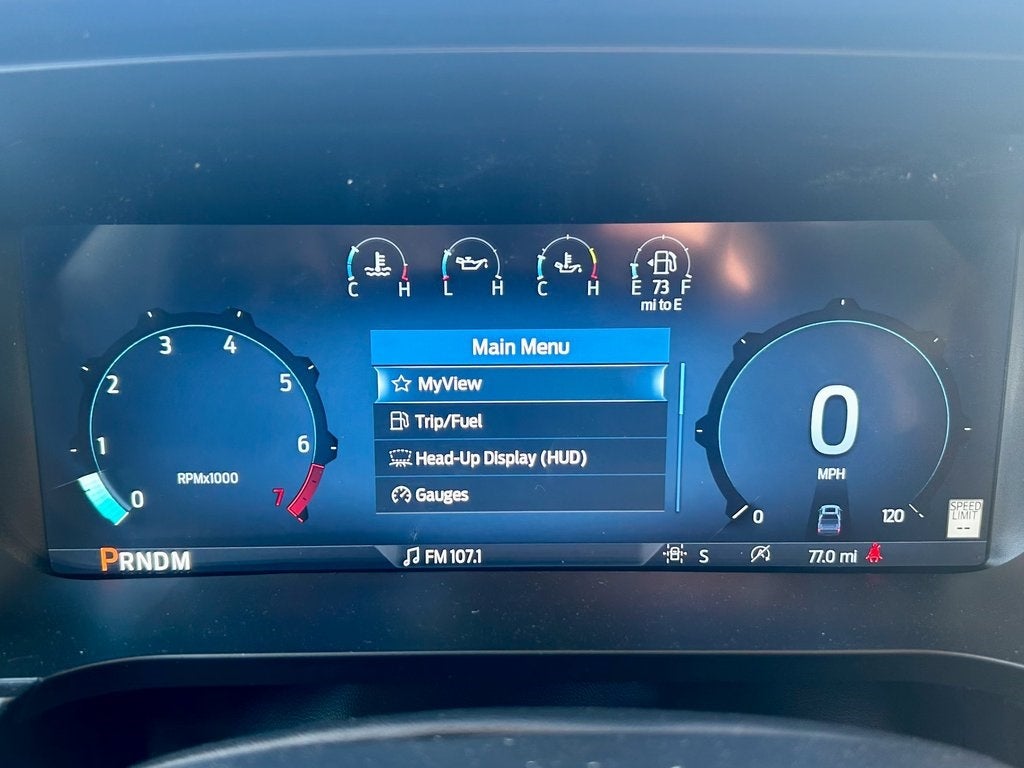 C H
L H
C H
E 73 F
mi to E
Main Menu
MyView
Trip/Fuel
Head-Up Display (HUD)
Gauges
0
1
2
3
4
5
6
7
RPMx1000
0
MPH
0
120
SPEED
LIMIT
--
PRNDM
FM 107.1
S
77.0 mi